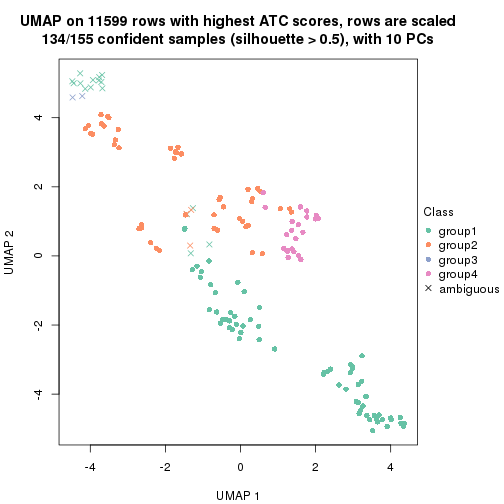 UMAP on 11599 rows with highest ATC scores, rows are scaled
134/155 confident samples (silhouette > 0.5), with 10 PCs
4
2
0
-2
-4
UMAP 2
-4
-2
0
2
4
UMAP 1
Class
group1
group2
group3
group4
ambiguous